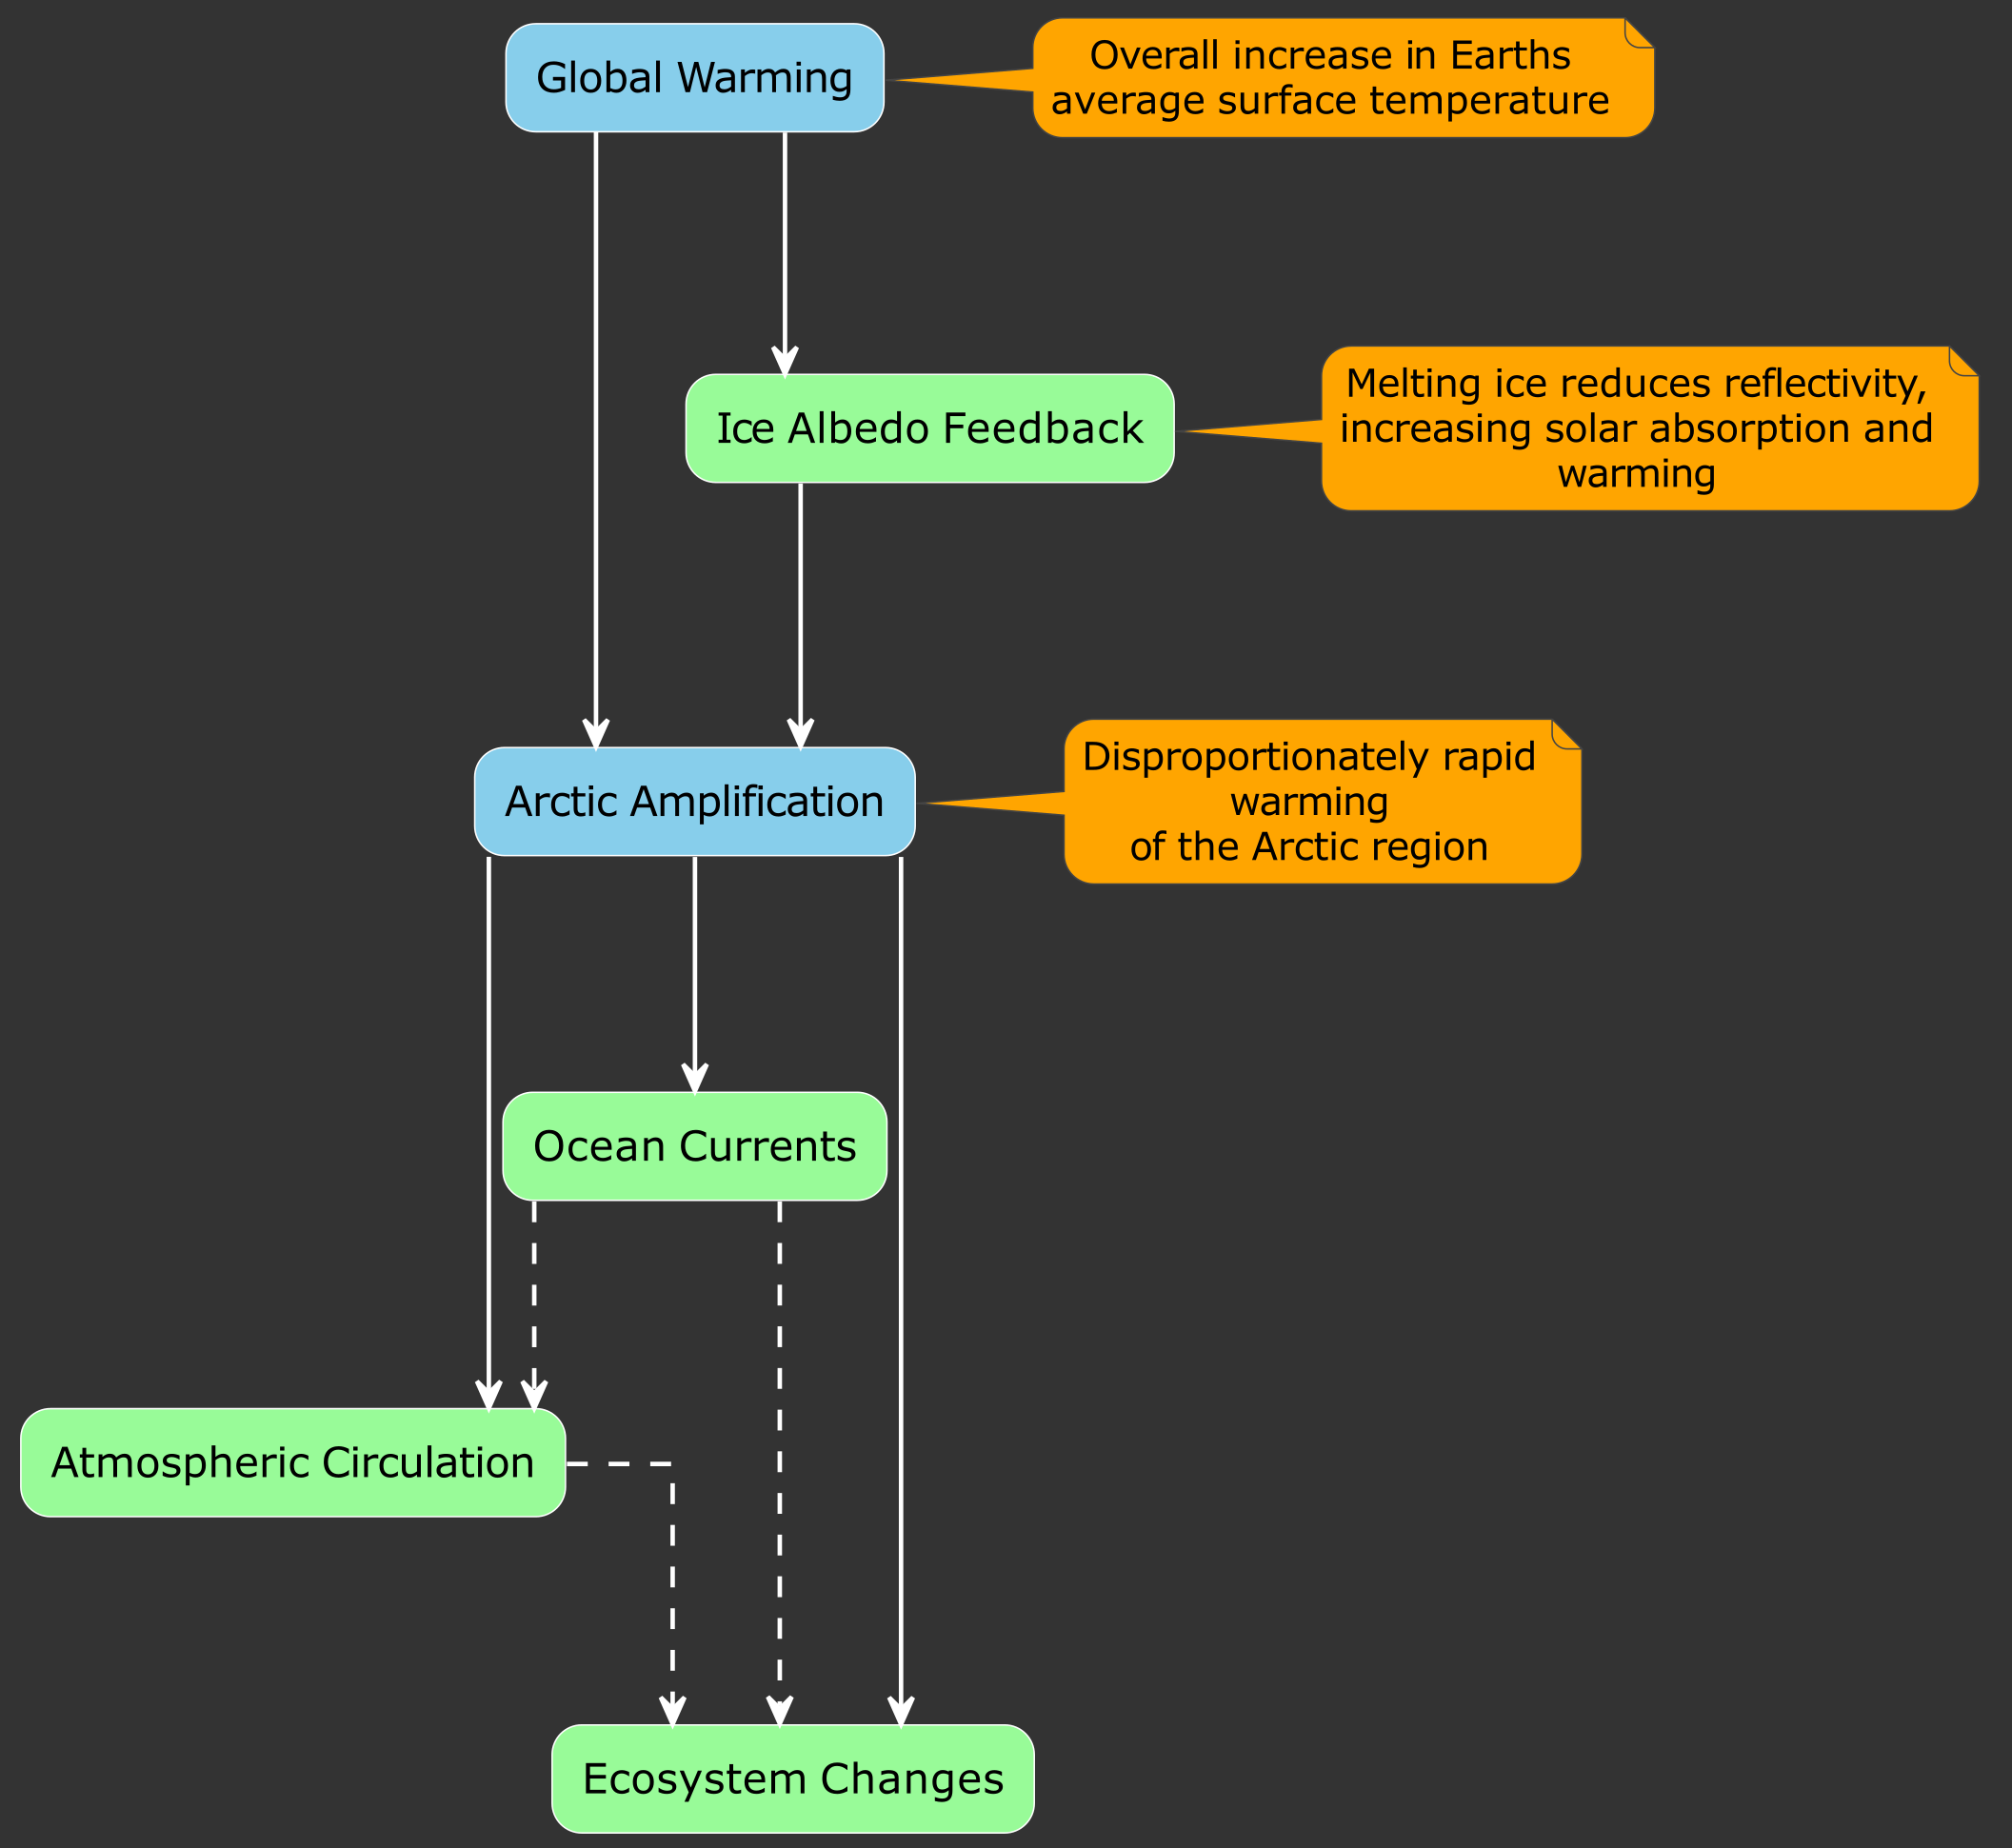 Global Warming
Overall increase in Earths
average surface temperature
Ice Albedo Feedback
Melting ice reduces reflectivity,
increasing solar absorption and
warming
Arctic Amplification
Disproportionately rapid
warming
of the Arctic region
Ocean Currents
Atmospheric Circulation
Ecosystem Changes